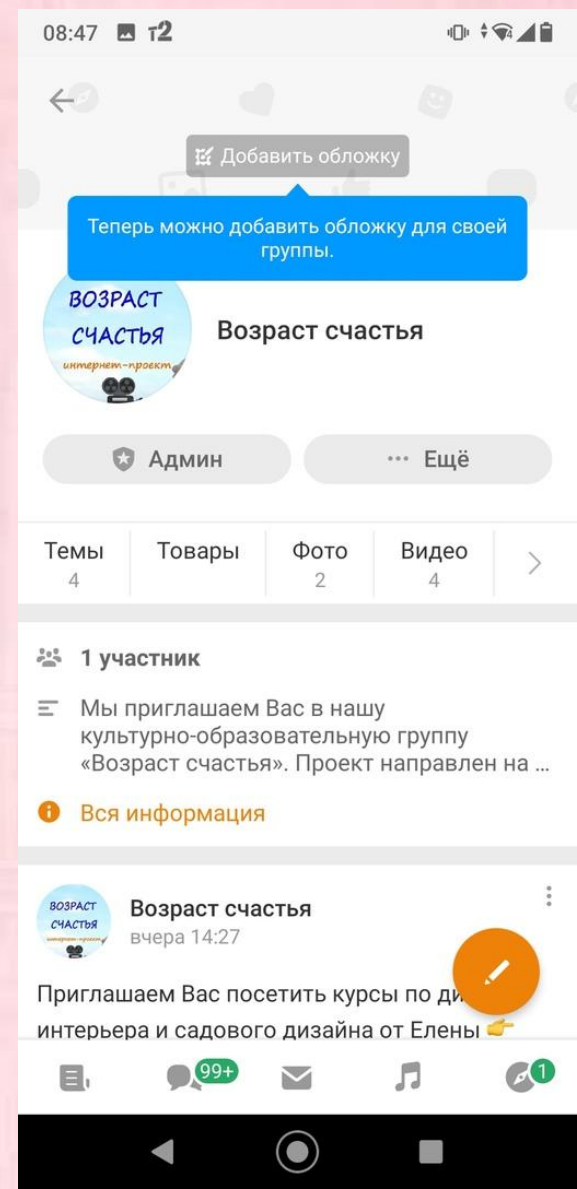 08:47 T2
Добавить обложку
Теперь можно добавить обложку для своей
группы.
ВОЗРАСТ
СЧАСТЬЯ
интернет-проект
Возраст счастья
Админ
Ещё
Темы
4
Товары
Фото
2
Видео
4
1 участник
Мы приглашаем Вас в нашу
культурно-образовательную группу
«Возраст счастья». Проект направлен на ...
Вся информация
ВОЗРАСТ
СЧАСТЬЯ
интернет-проект
Возраст счастья
вчера 14:27
Приглашаем Вас посетить курсы по ди
интерьера и садового дизайна от Елены
99+
1